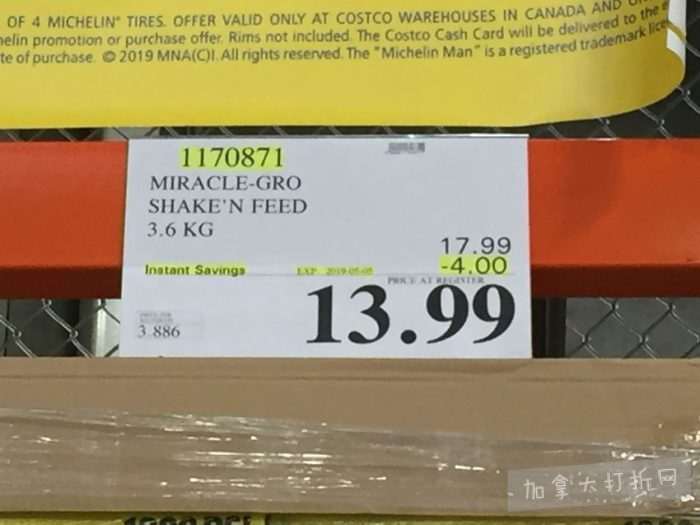 OF 4 MICHELIN® TIRES. OFFER VALID ONLY AT COSTCO WAREHOUSES IN CANADA AND
helin promotion or purchase offer. Rims not included. The Costco Cash Card will be delivered to the
te of purchase. © 2019 MNA(C)I. All rights reserved. The "Michelin Man" is a registered trademark lice
1170871
MIRACLE-GRO
SHAKE'N FEED
3.6 KG
17.99
Instant Savings EXP 2019-05-05 -4.00
PRICE AT REGISTER
13.99
3.886
加拿大打折网